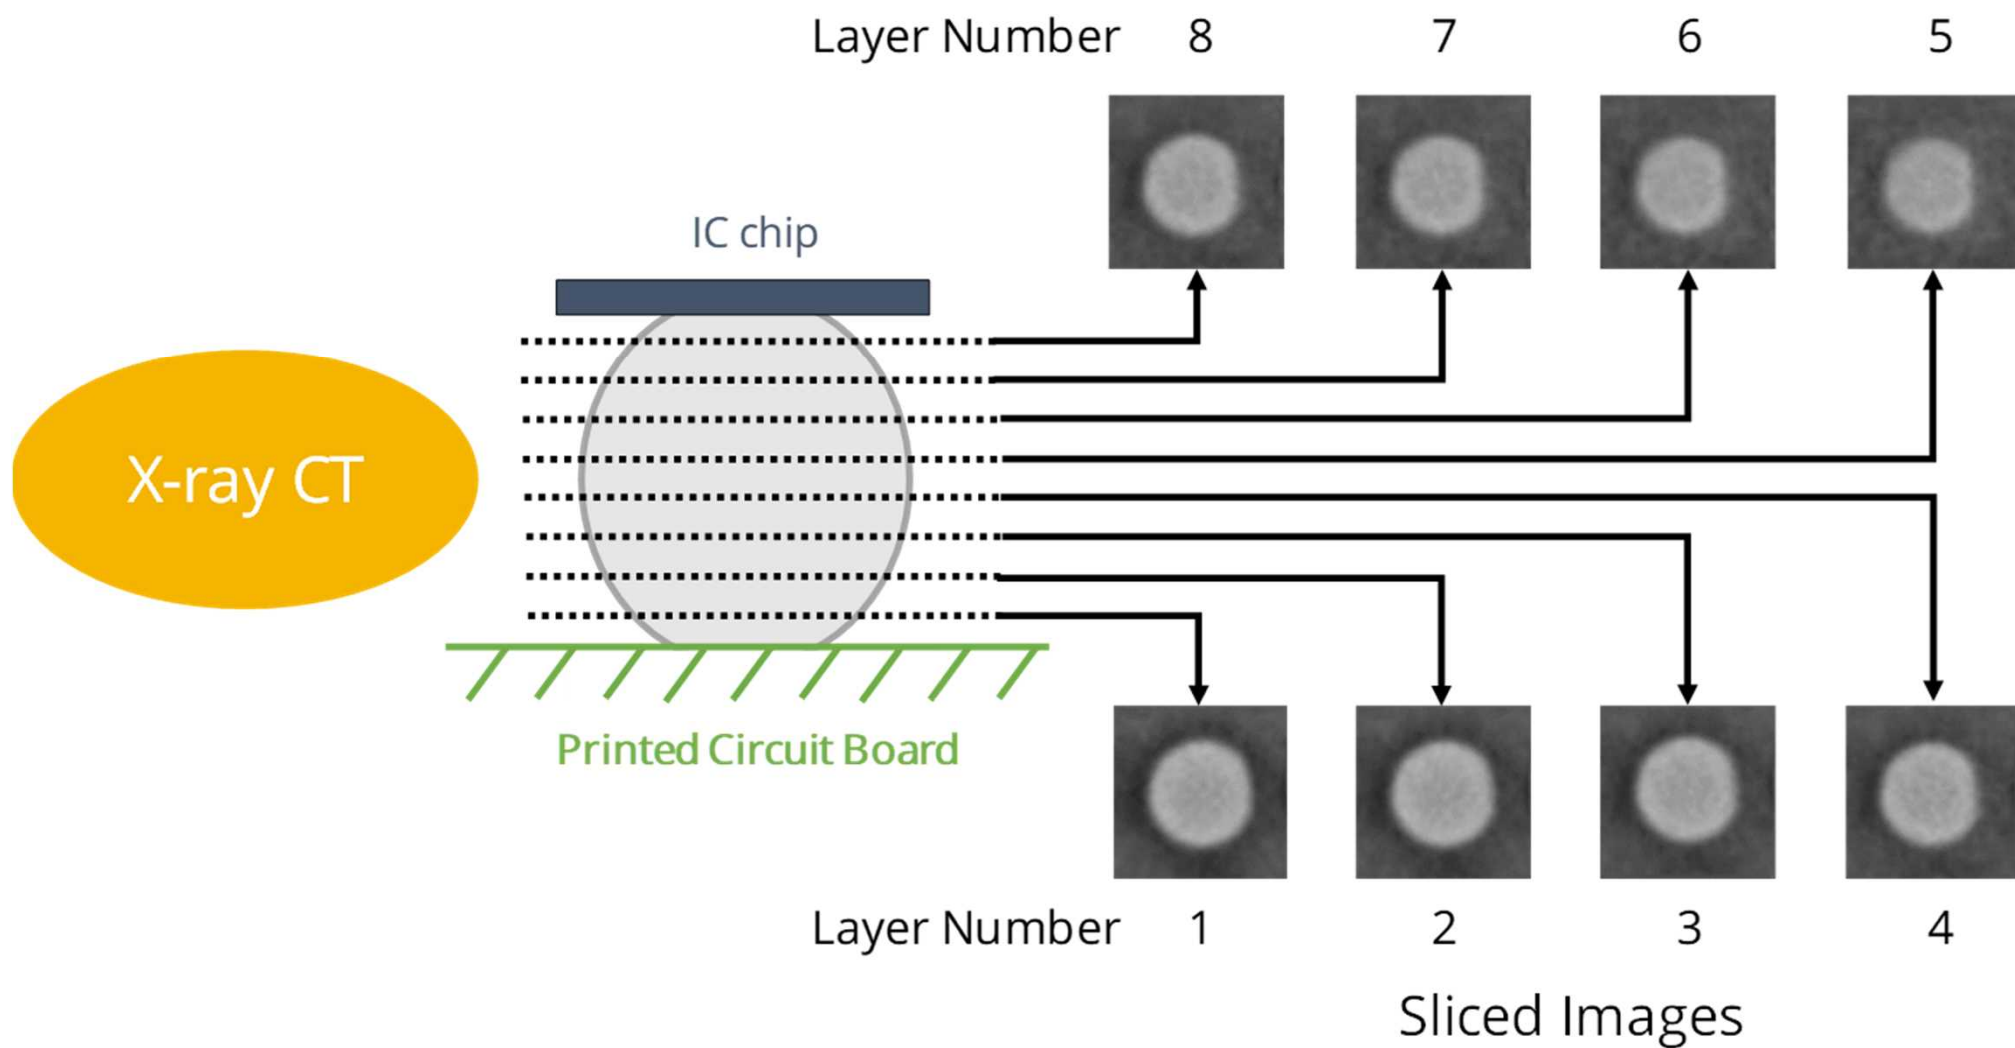 Layer Number 8 7 6 5
IC chip
X-ray CT
Printed Circuit Board
Layer Number 1 2 3 4
Sliced Images